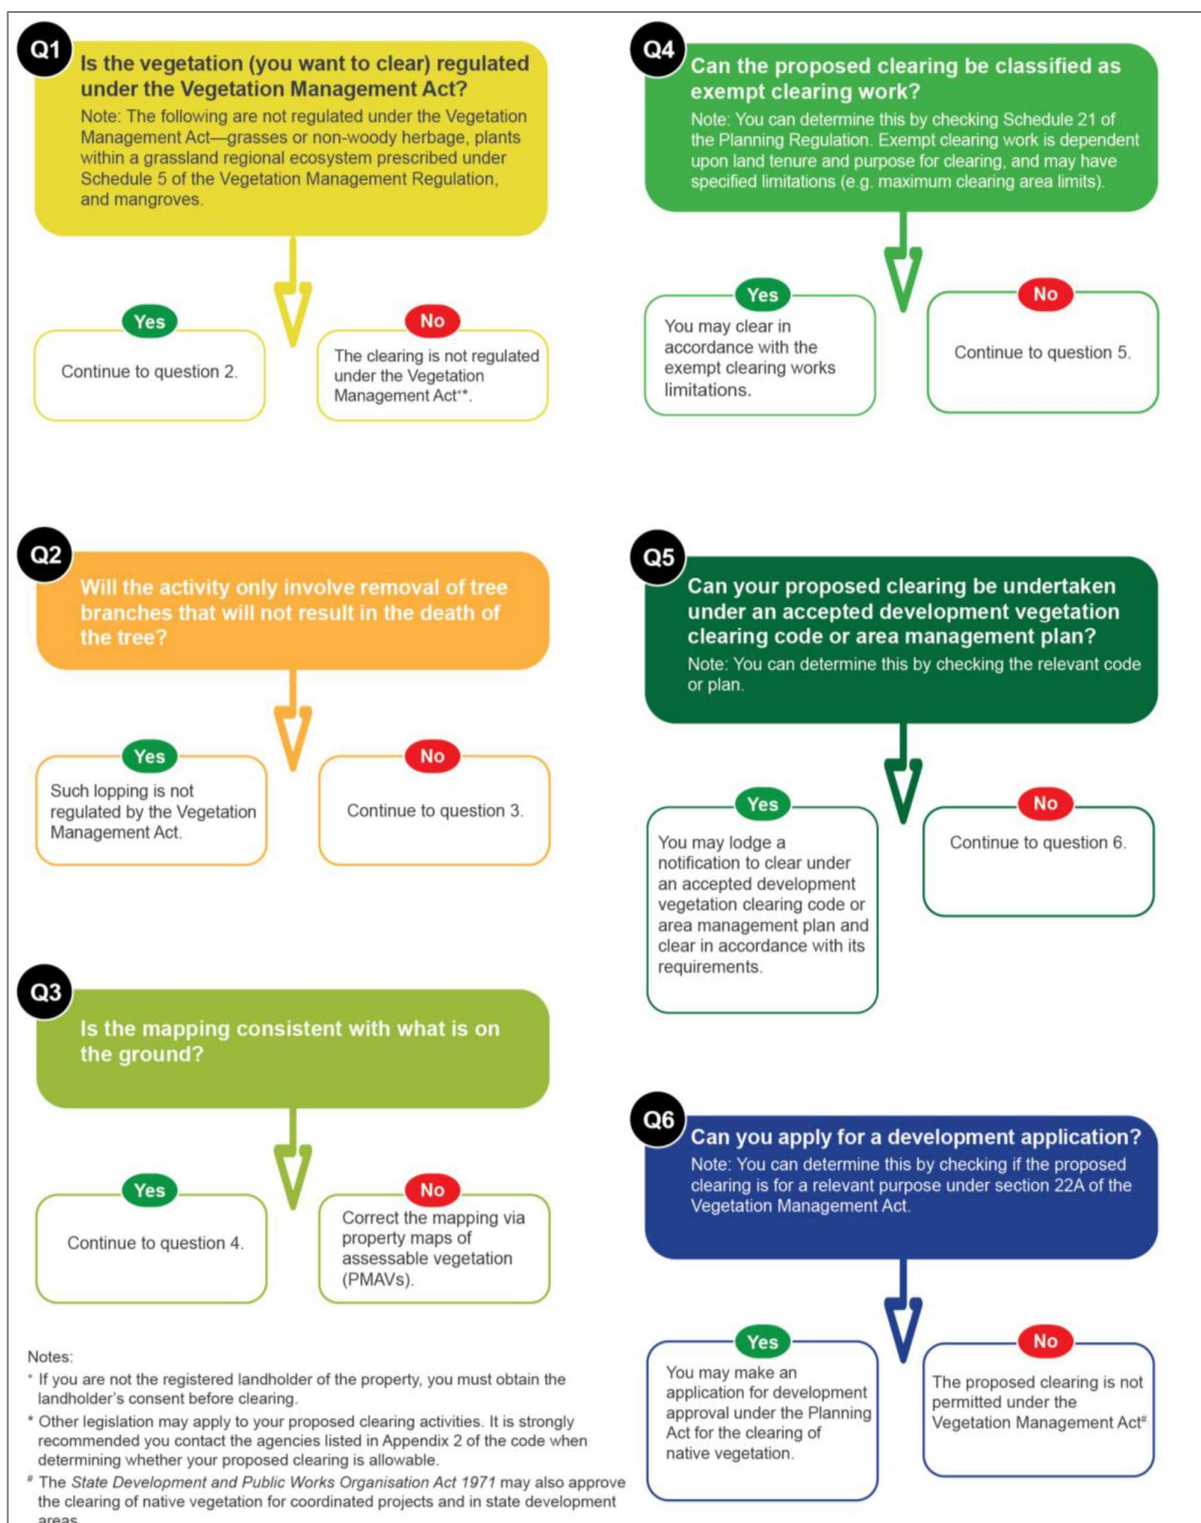 Q1
Is the vegetation (you want to clear) regulated
under the Vegetation Management Act?
Note: The following are not regulated under the Vegetation
Management Act—grasses or non-woody herbage, plants
within a grassland regional ecosystem prescribed under
Schedule 5 of the Vegetation Management Regulation,
and mangroves.
Yes
Continue to question 2.
No
The clearing is not regulated
under the Vegetation
Management Act⁺*.
Q2
Will the activity only involve removal of tree
branches that will not result in the death of
the tree?
Yes
Such lopping is not
regulated by the Vegetation
Management Act.
No
Continue to question 3.
Q3
Is the mapping consistent with what is on
the ground?
Yes
Continue to question 4.
No
Correct the mapping via
property maps of
assessable vegetation
(PMAVs).
Notes:
⁺ If you are not the registered landholder of the property, you must obtain the
landholder's consent before clearing.
* Other legislation may apply to your proposed clearing activities. It is strongly
recommended you contact the agencies listed in Appendix 2 of the code when
determining whether your proposed clearing is allowable.
# The State Development and Public Works Organisation Act 1971 may also approve
the clearing of native vegetation for coordinated projects and in state development
areas.
Q4
Can the proposed clearing be classified as
exempt clearing work?
Note: You can determine this by checking Schedule 21 of
the Planning Regulation. Exempt clearing work is dependent
upon land tenure and purpose for clearing, and may have
specified limitations (e.g. maximum clearing area limits).
Yes
You may clear in
accordance with the
exempt clearing works
limitations.
No
Continue to question 5.
Q5
Can your proposed clearing be undertaken
under an accepted development vegetation
clearing code or area management plan?
Note: You can determine this by checking the relevant code
or plan.
Yes
You may lodge a
notification to clear under
an accepted development
vegetation clearing code or
area management plan and
clear in accordance with its
requirements.
No
Continue to question 6.
Q6
Can you apply for a development application?
Note: You can determine this by checking if the proposed
clearing is for a relevant purpose under section 22A of the
Vegetation Management Act.
Yes
You may make an
application for development
approval under the Planning
Act for the clearing of
native vegetation.
No
The proposed clearing is not
permitted under the
Vegetation Management Act#.